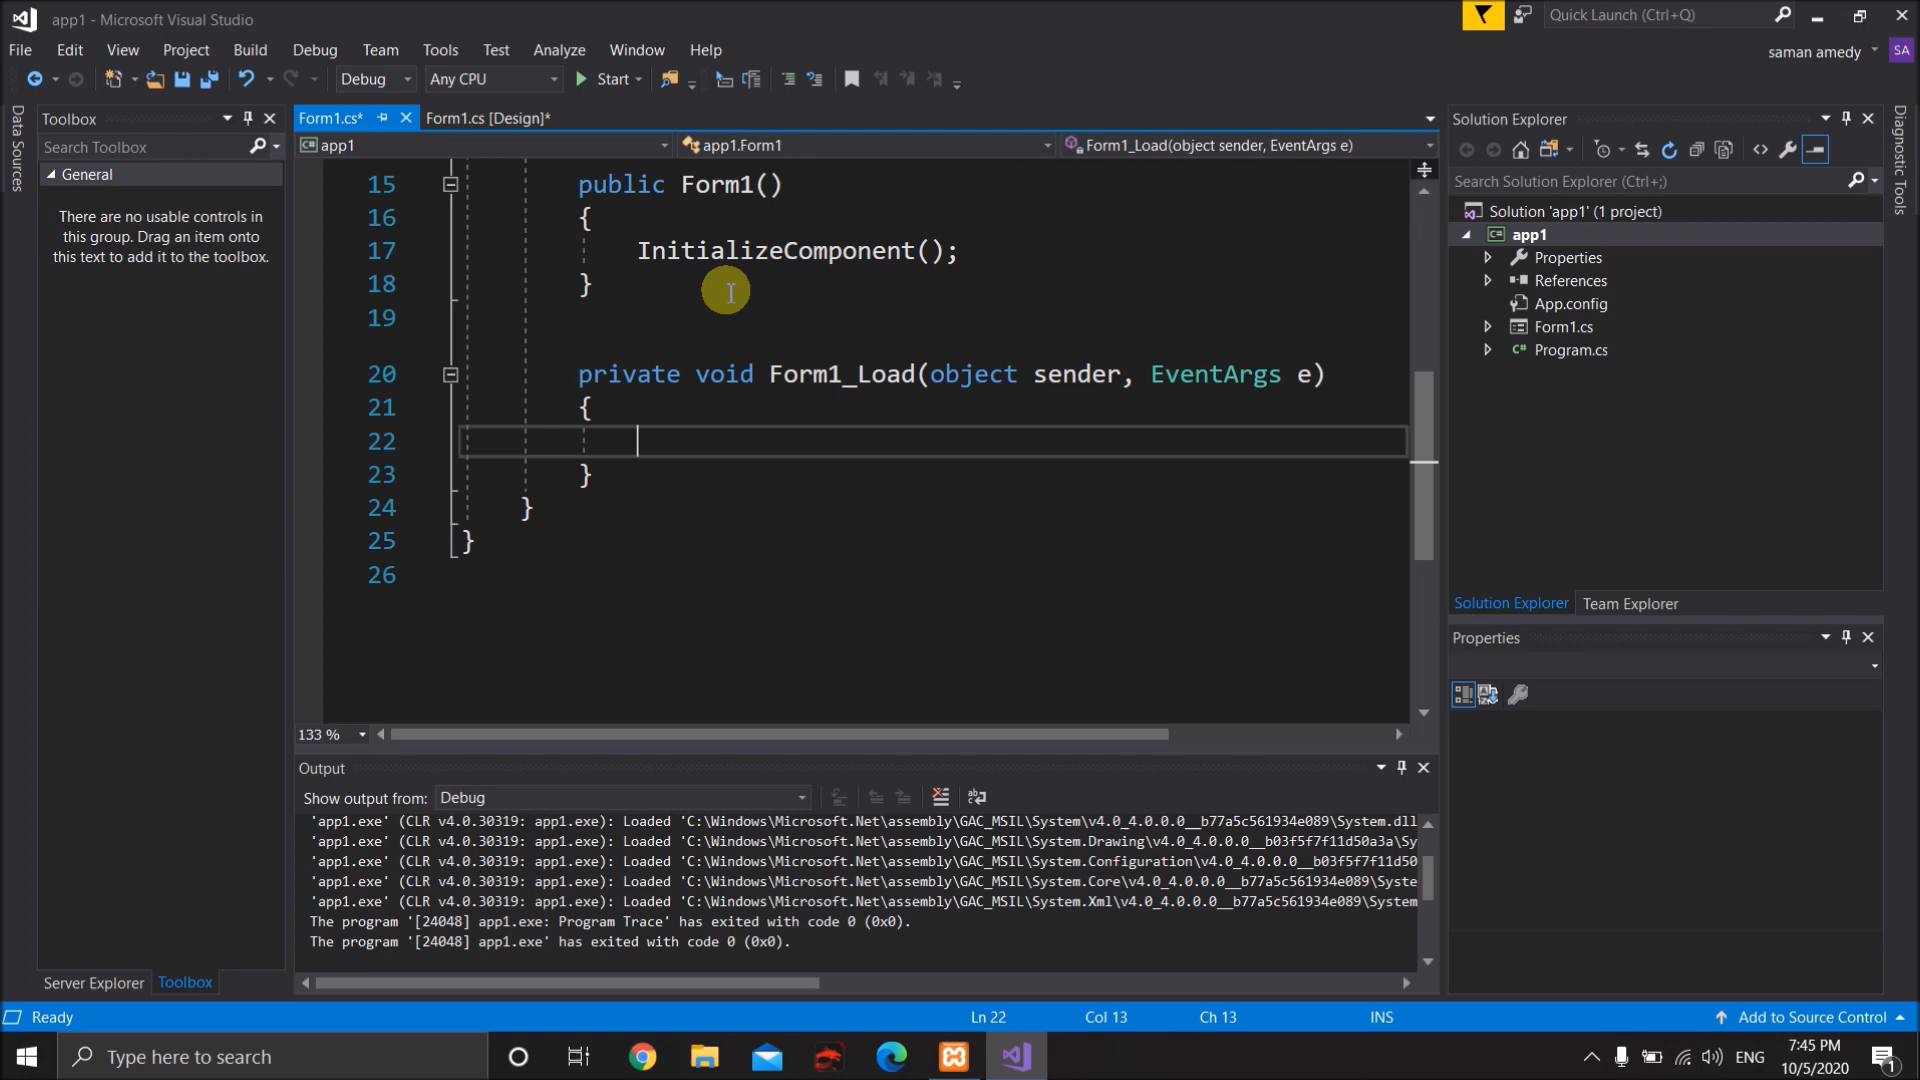 app1 - Microsoft Visual Studio
Quick Launch (Ctrl+Q)
File Edit View Project Build Debug Team Tools Test Analyze Window Help
saman amedy SA
Debug Any CPU Start
Data Sources
Toolbox
Search Toolbox
General
There are no usable controls in
this group. Drag an item onto
this text to add it to the toolbox.
Server Explorer Toolbox
Form1.cs* Form1.cs [Design]*
app1 app1.Form1 Form1_Load(object sender, EventArgs e)
15 public Form1()
16 {
17 InitializeComponent();
18 }
19
20 private void Form1_Load(object sender, EventArgs e)
21 {
22
23 }
24 }
25 }
26
133 %
Output
Show output from: Debug
'app1.exe' (CLR v4.0.30319: app1.exe): Loaded 'C:\Windows\Microsoft.Net\assembly\GAC_MSIL\System\v4.0_4.0.0.0__b77a5c561934e089\System.dll
'app1.exe' (CLR v4.0.30319: app1.exe): Loaded 'C:\Windows\Microsoft.Net\assembly\GAC_MSIL\System.Drawing\v4.0_4.0.0.0__b03f5f7f11d50a3a\Sy
'app1.exe' (CLR v4.0.30319: app1.exe): Loaded 'C:\Windows\Microsoft.Net\assembly\GAC_MSIL\System.Configuration\v4.0_4.0.0.0__b03f5f7f11d50
'app1.exe' (CLR v4.0.30319: app1.exe): Loaded 'C:\Windows\Microsoft.Net\assembly\GAC_MSIL\System.Core\v4.0_4.0.0.0__b77a5c561934e089\Syste
'app1.exe' (CLR v4.0.30319: app1.exe): Loaded 'C:\Windows\Microsoft.Net\assembly\GAC_MSIL\System.Xml\v4.0_4.0.0.0__b77a5c561934e089\System
The program '[24048] app1.exe: Program Trace' has exited with code 0 (0x0).
The program '[24048] app1.exe' has exited with code 0 (0x0).
Solution Explorer
Search Solution Explorer (Ctrl+;)
Solution 'app1' (1 project)
C# app1
Properties
References
App.config
Form1.cs
C# Program.cs
Solution Explorer Team Explorer
Properties
Diagnostic Tools
Ready Ln 22 Col 13 Ch 13 INS Add to Source Control
Type here to search
ENG
7:45 PM
10/5/2020
1